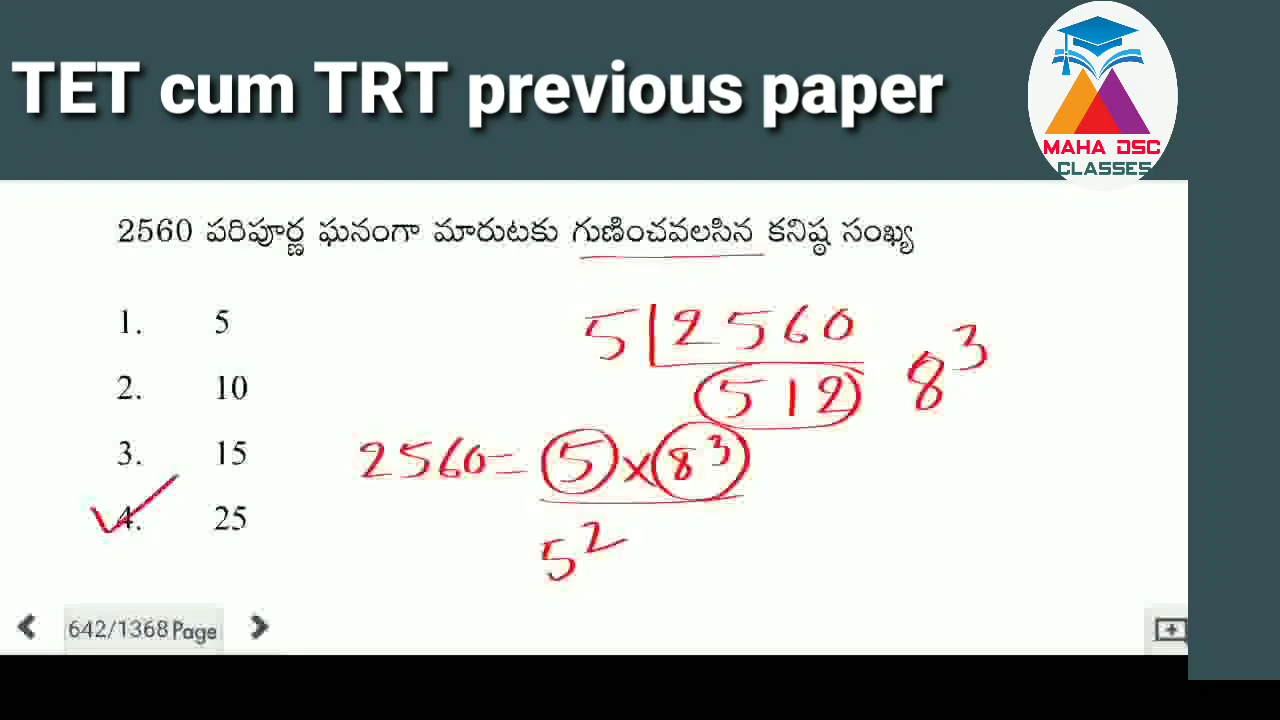 TET cum TRT previous paper
MAHA DSC
CLASSES
2560 పరిపూర్ణ ఘనంగా మారుటకు గుణించవలసిన కనిష్ఠ సంఖ్య
1. 5
2. 10
3. 15
4. 25
5 | 2560
512
8³
2560 = 5 × 8³
5²
642/1368 Page